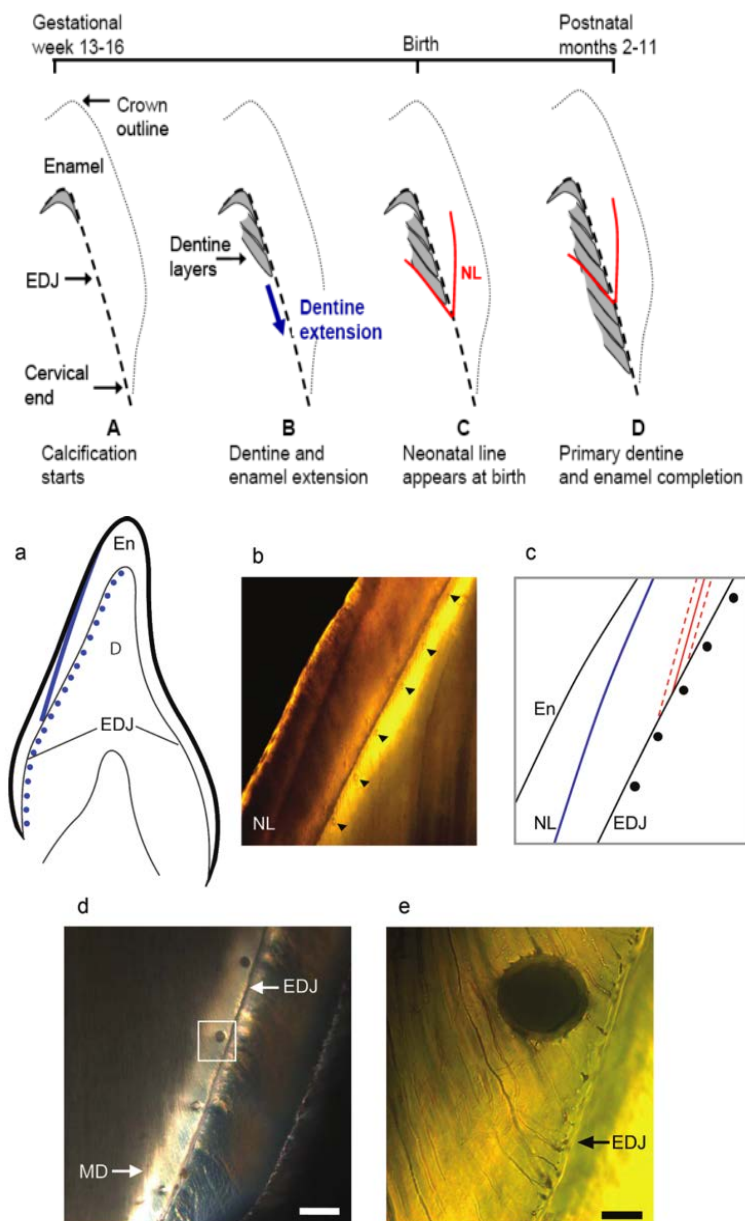 Gestational
week 13-16
Birth
Postnatal
months 2-11
Crown
outline
Enamel
Dentine
layers
EDJ
NL
Dentine
extension
Cervical
end
A
B
C
D
Calcification
starts
Dentine and
enamel extension
Neonatal line
appears at birth
Primary dentine
and enamel completion
a
En
D
EDJ
b
NL
c
En
NL
EDJ
d
EDJ
MD
e
EDJ